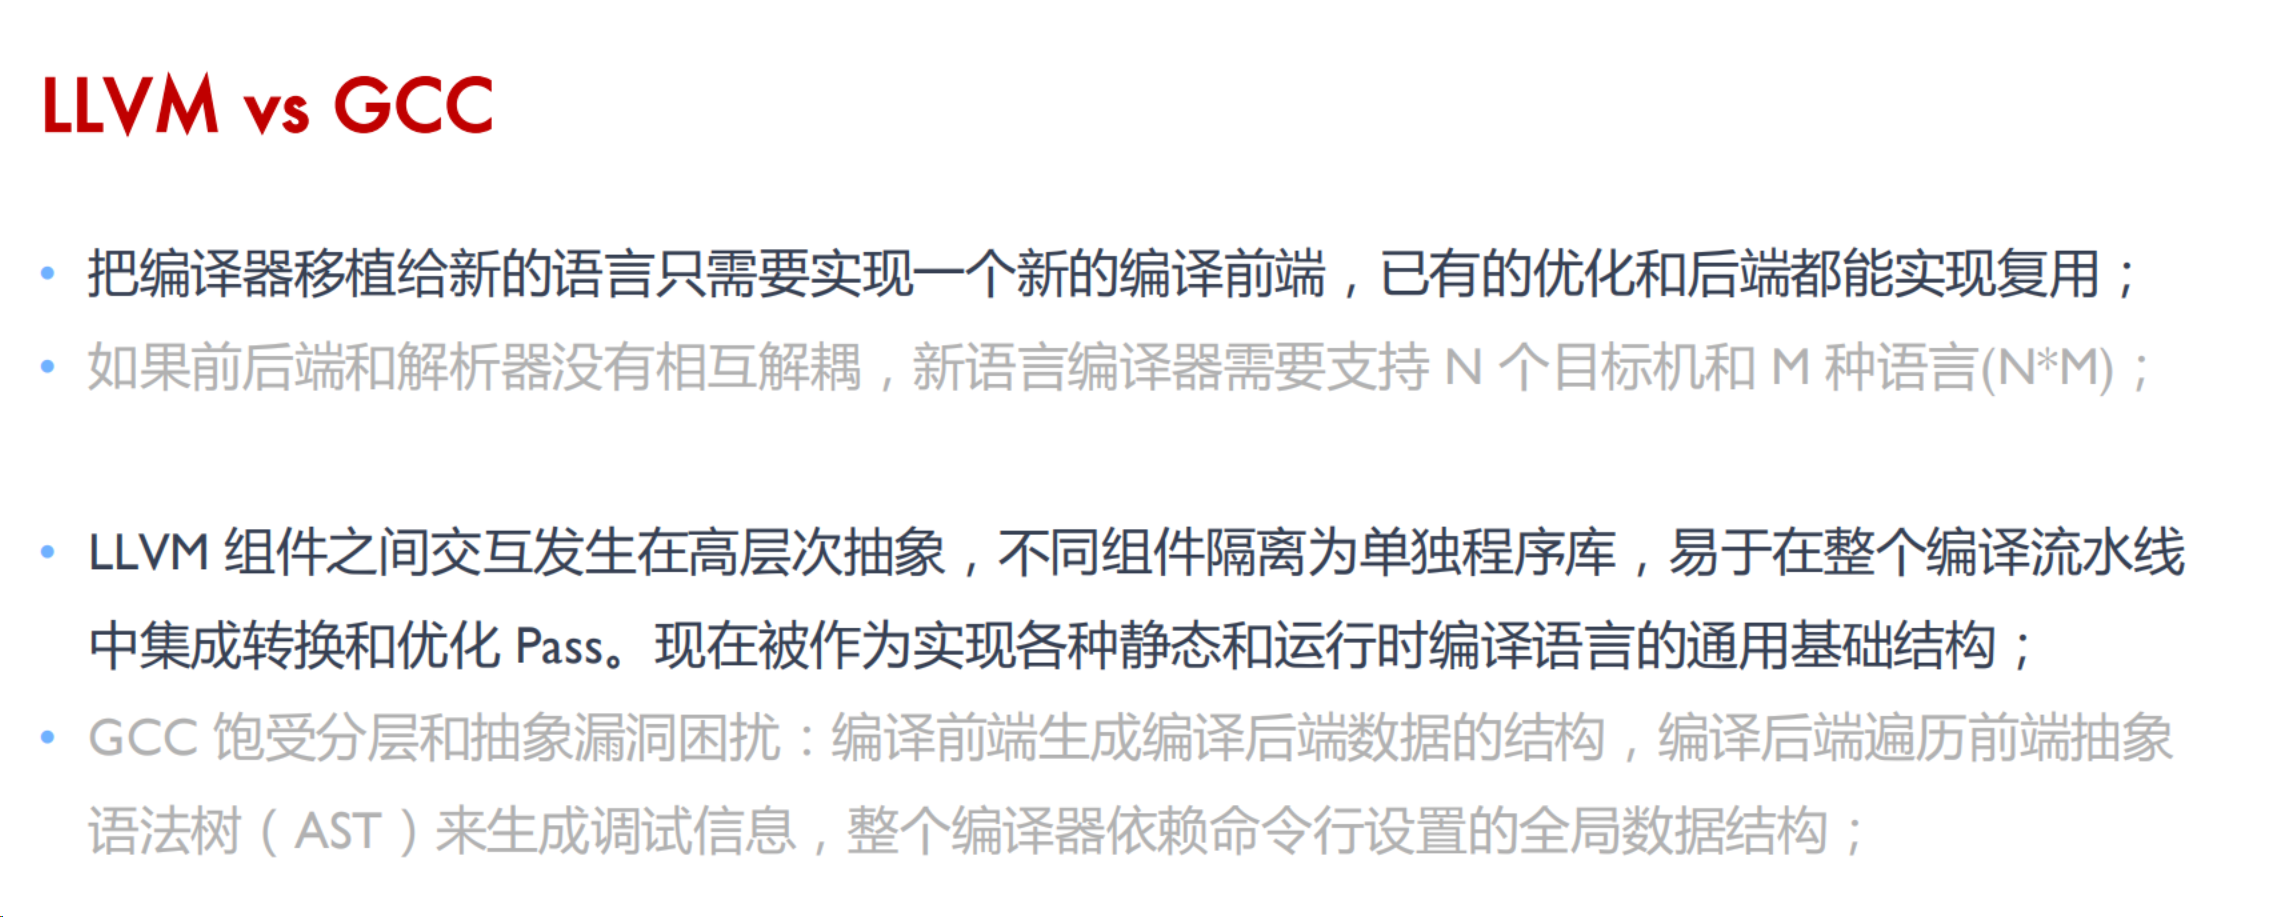 LLVM vs GCC
• 把编译器移植给新的语言只需要实现一个新的编译前端，已有的优化和后端都能实现复用；
• 如果前后端和解析器没有相互解耦，新语言编译器需要支持 N 个目标机和 M 种语言(N*M)；
• LLVM 组件之间交互发生在高层次抽象，不同组件隔离为单独程序库，易于在整个编译流水线
中集成转换和优化 Pass。现在被作为实现各种静态和运行时编译语言的通用基础结构；
• GCC 饱受分层和抽象漏洞困扰：编译前端生成编译后端数据的结构，编译后端遍历前端抽象
语法树（AST）来生成调试信息，整个编译器依赖命令行设置的全局数据结构；